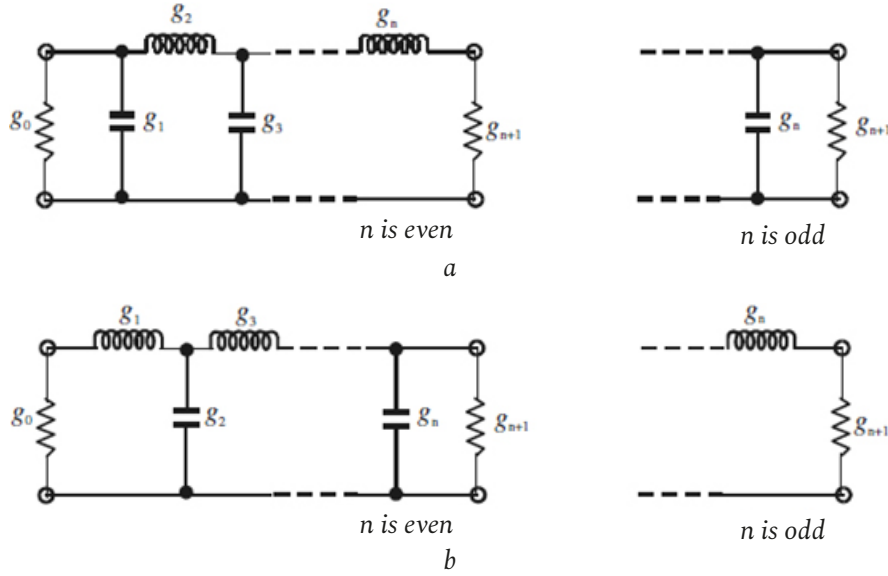 g2 gn
g0 g1 g3 gn+1 gn gn+1
n is even n is odd
a
g1 g3 gn
g0 g2 gn gn+1 gn+1
n is even n is odd
b